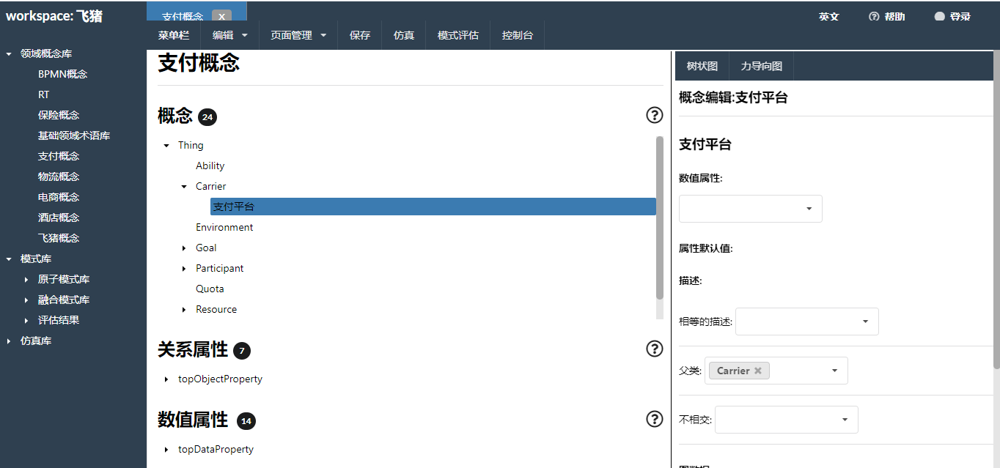 workspace: 飞猪
支付概念 x
英文 帮助 登录
菜单栏 编辑 页面管理 保存 仿真 模式评估 控制台
领域概念库
BPMN概念
RT
保险概念
基础领域术语库
支付概念
物流概念
电商概念
酒店概念
飞猪概念
模式库
原子模式库
融合模式库
评估结果
仿真库
支付概念
概念 24
Thing
Ability
Carrier
支付平台
Environment
Goal
Participant
Quota
Resource
关系属性 7
topObjectProperty
数值属性 14
topDataProperty
树状图 力导向图
概念编辑:支付平台
支付平台
数值属性:
属性默认值:
描述:
相等的描述:
父类: Carrier
不相交: